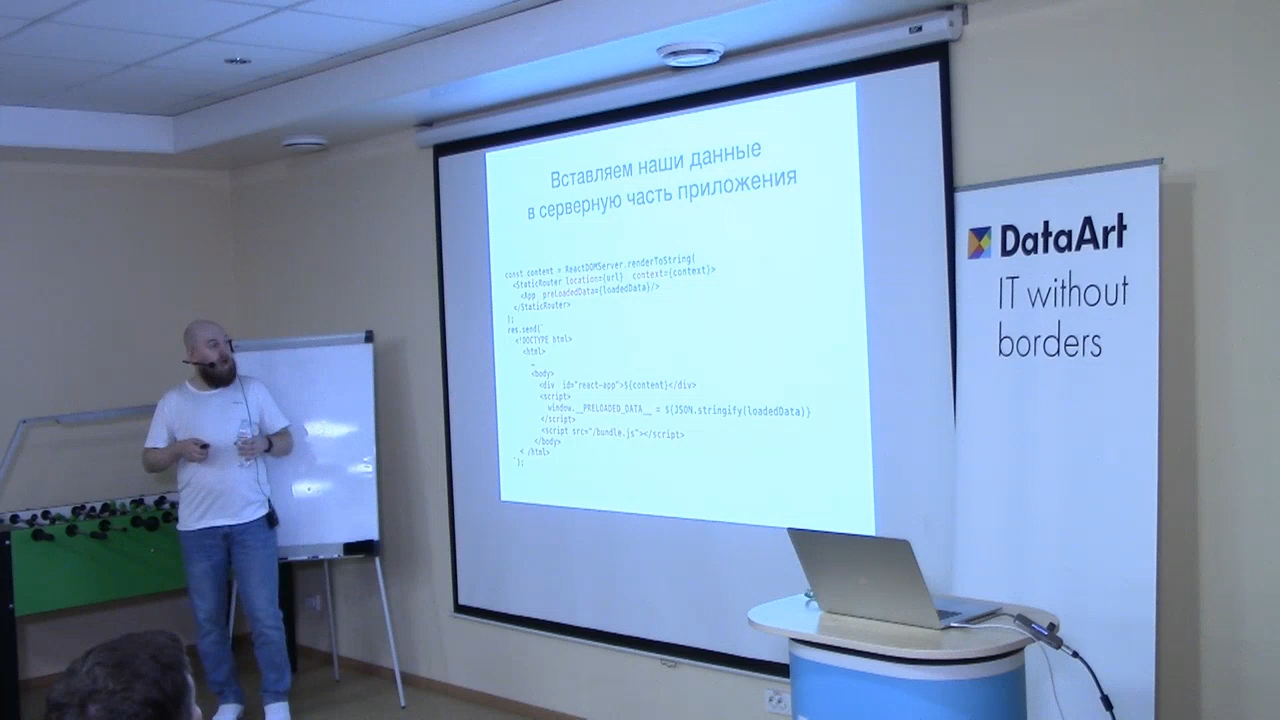 Вставляем наши данные
в серверную часть приложения
const content = ReactDOMServer.renderToString(
<StaticRouter location={url} context={context}>
<App preLoadedData={loadedData}/>
</StaticRouter>
);
res.send(`
<!DOCTYPE html>
<html>
…
<body>
<div id="react-app">${content}</div>
<script>
window.__PRELOADED_DATA__ = ${JSON.stringify(loadedData)}
</script>
<script src="/bundle.js"></script>
</body>
< /html>
`);
DataArt
IT without
borders